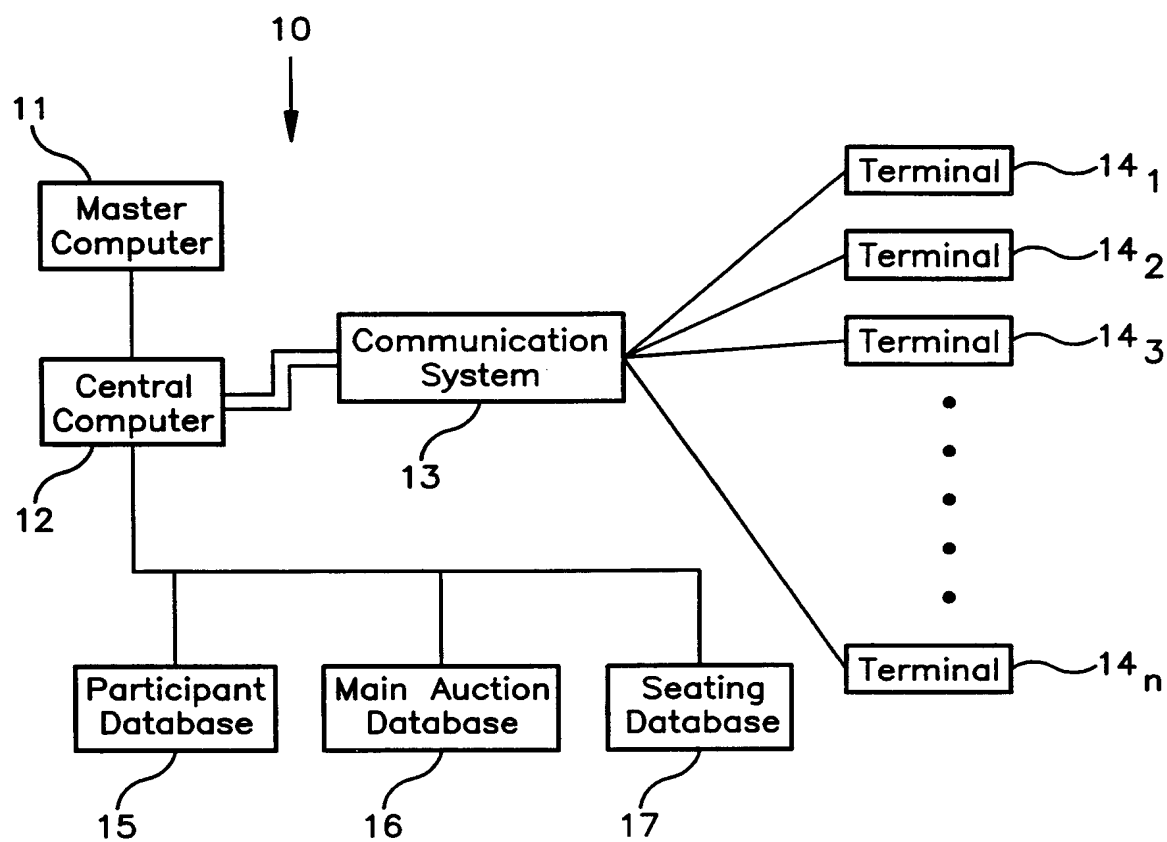 10
11
Master
Computer
Terminal
14 1
Terminal
14 2
Communication
System
Terminal
14 3
Central
Computer
13
12
Terminal
14 n
Participant
Database
Main Auction
Database
Seating
Database
15
16
17